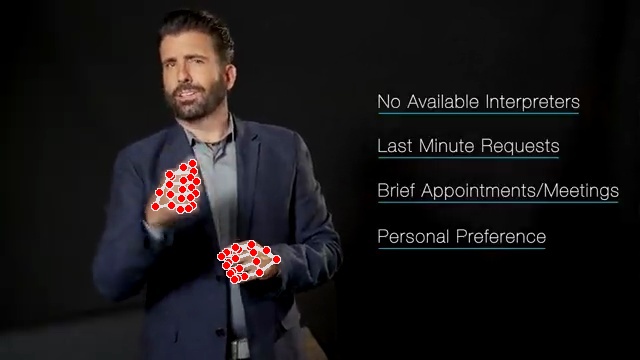 No Available Interpreters
Last Minute Requests
Brief Appointments/Meetings
Personal Preference